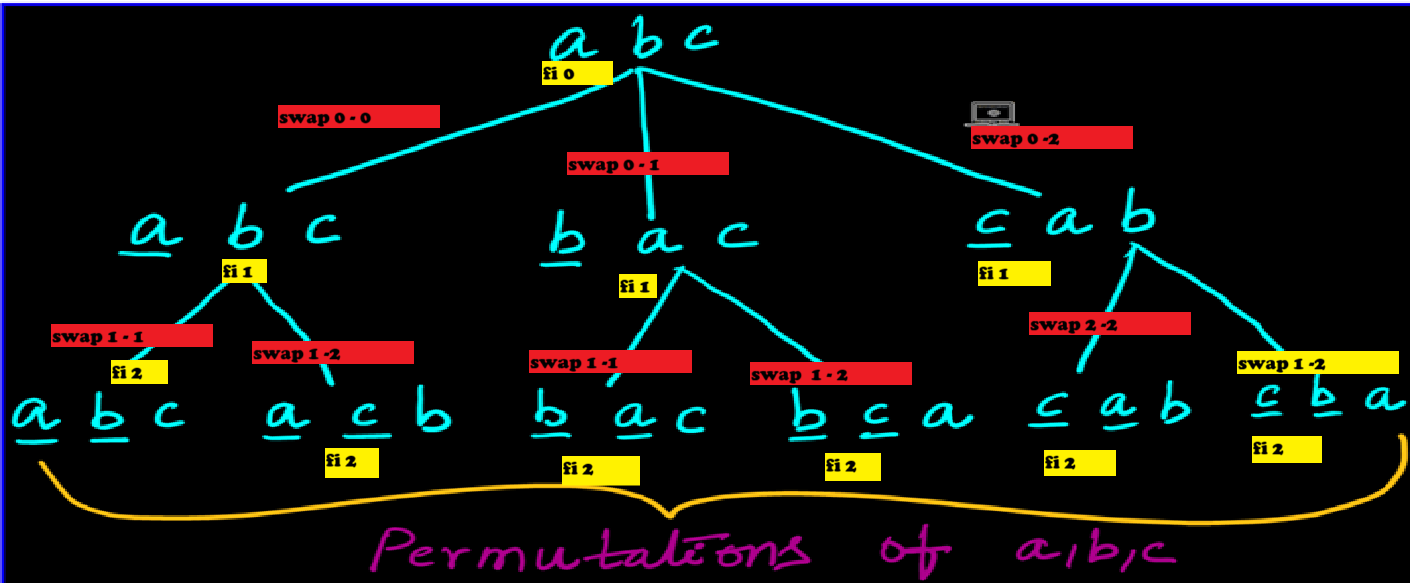 a b c
fi 0
swap 0 - 0
swap 0 - 1
swap 0 -2
a b c
b a c
c a b
fi 1
fi 1
fi 1
swap 1 - 1
swap 1 -2
swap 1 -1
swap 1 - 2
swap 2 -2
swap 1 -2
fi 2
a b c
a c b
b a c
b c a
c a b
c b a
fi 2
fi 2
fi 2
fi 2
fi 2
Permutations of a,b,c